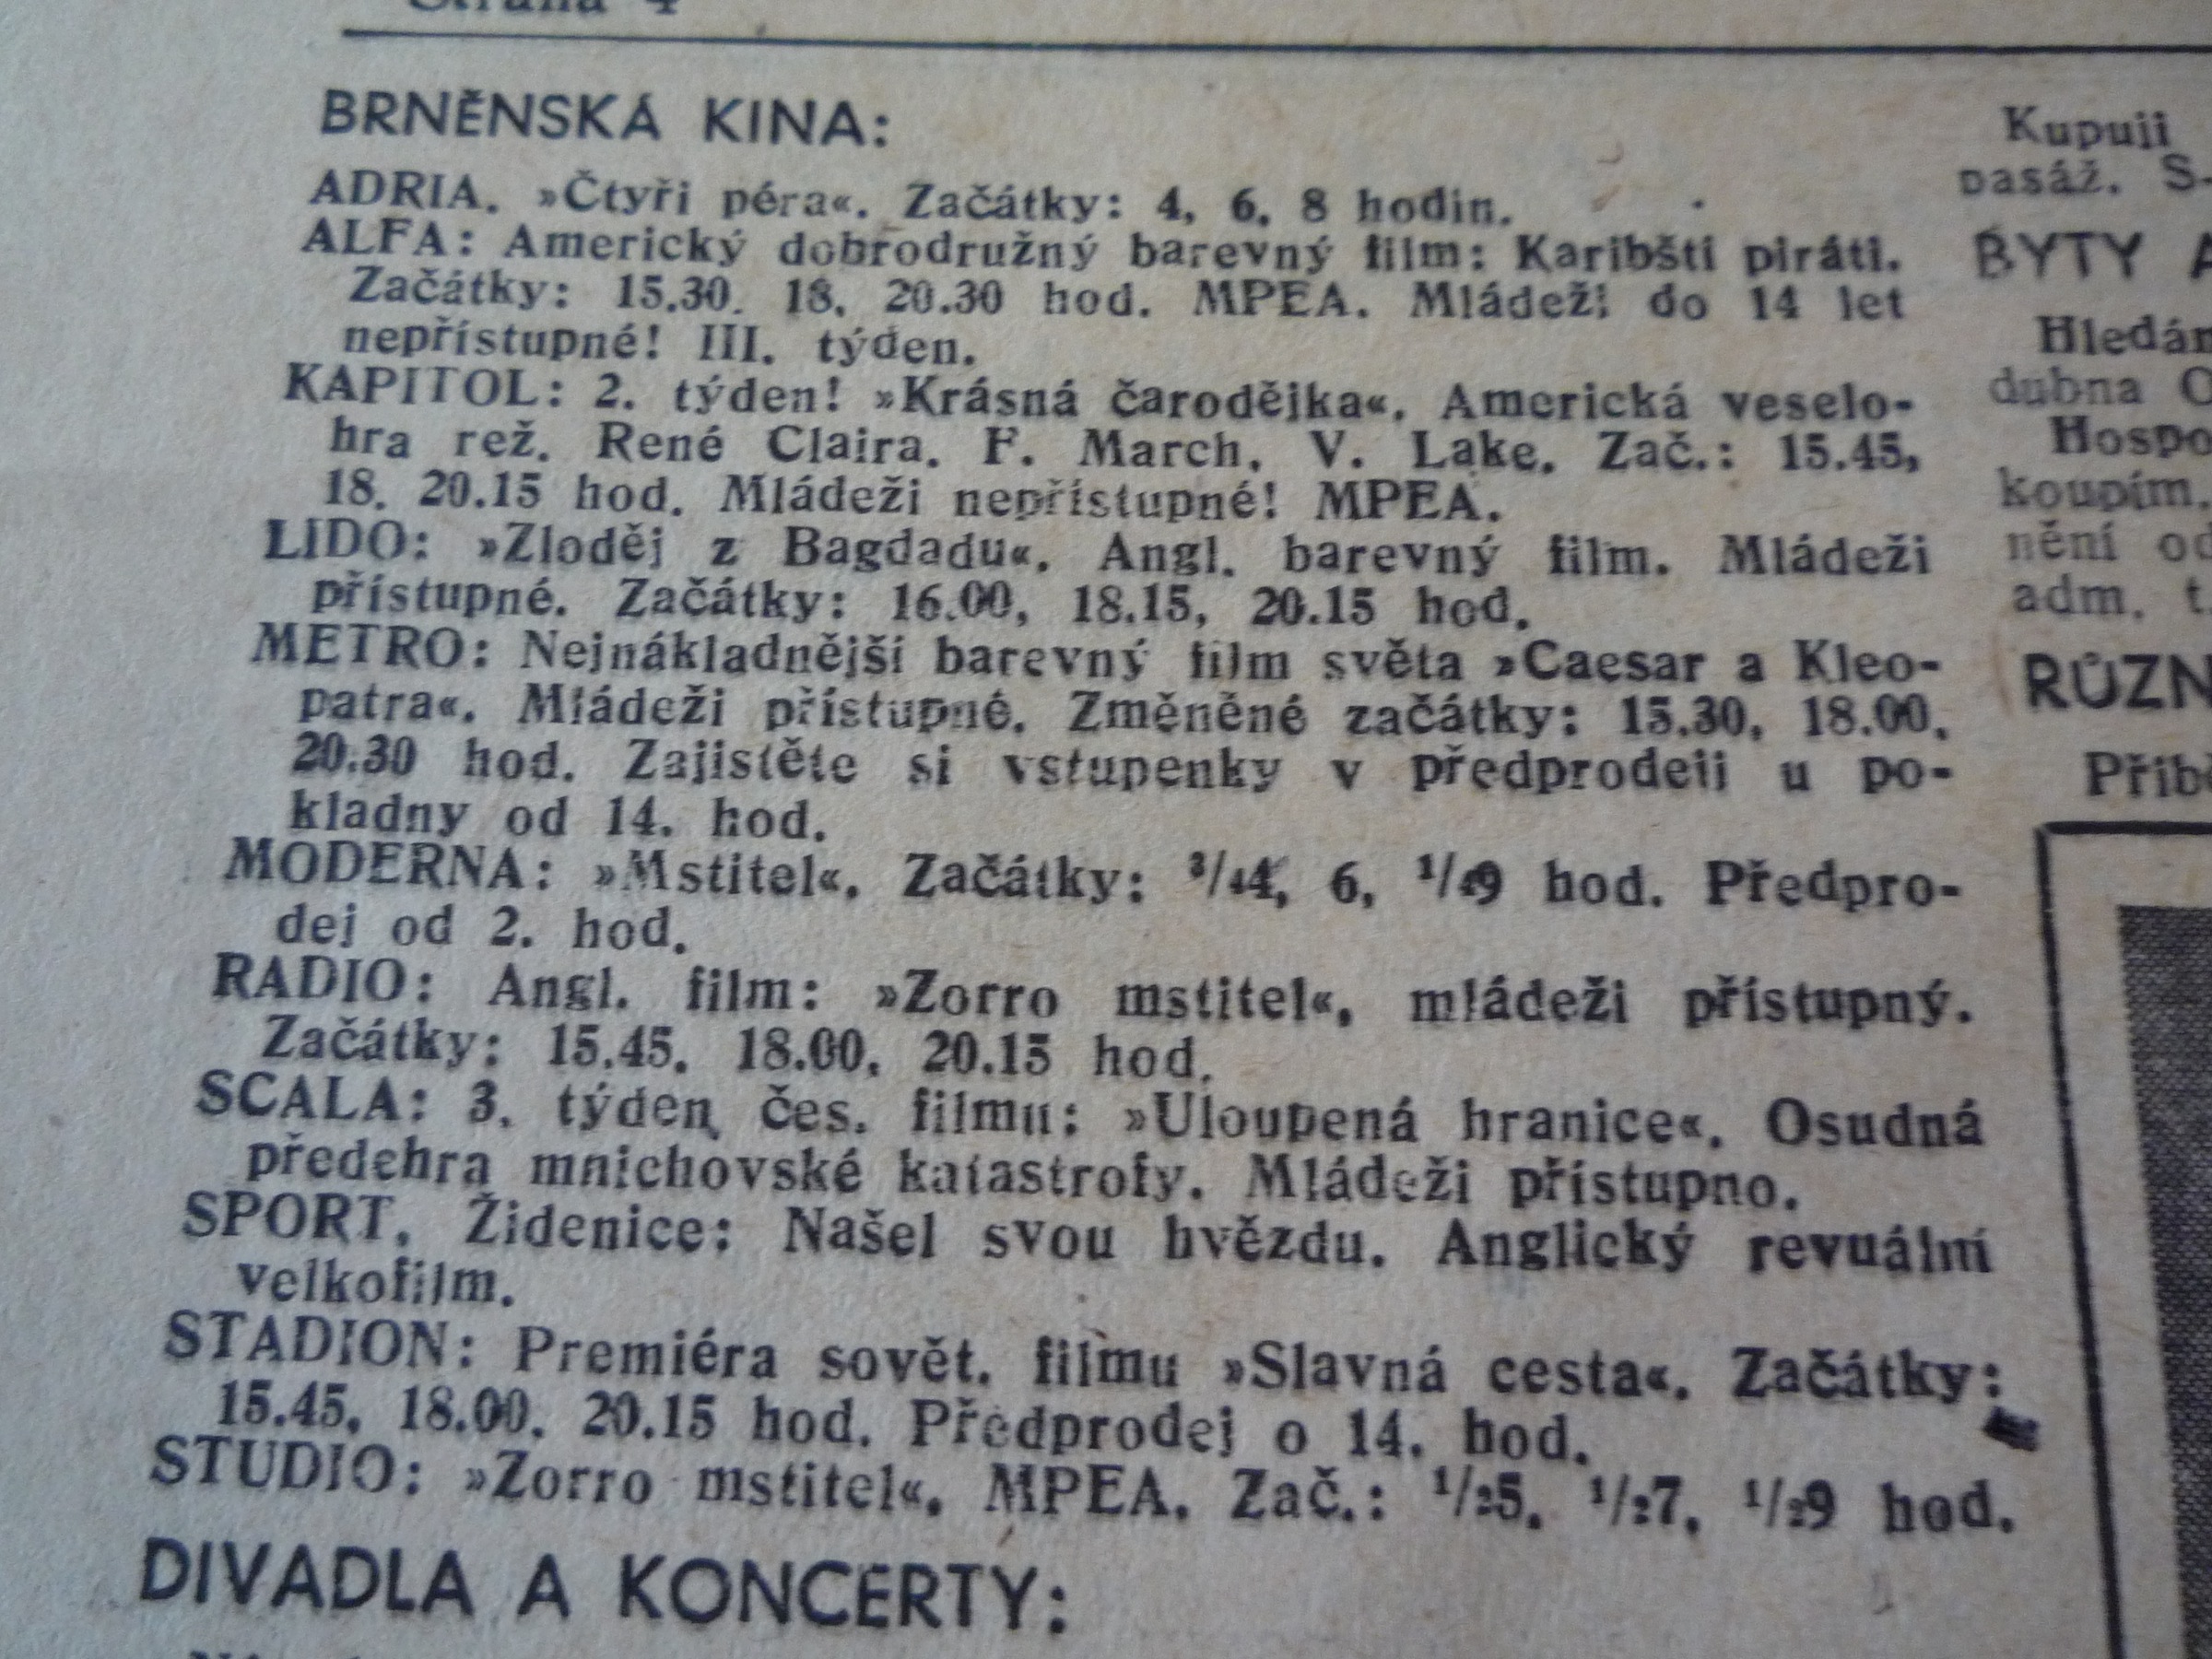 Strana 4
BRNĚNSKÁ KINA:
ADRIA. »Čtyři péra«. Začátky: 4, 6, 8 hodin.
ALFA: Americký dobrodružný barevný film: Karibští piráti.
Začátky: 15.30, 18, 20.30 hod. MPEA. Mládeži do 14 let
nepřístupné! III. týden.
KAPITOL: 2. týden! »Krásná čarodějka«. Americká veselo-
hra rež. René Claira. F. March, V. Lake. Zač.: 15.45,
18, 20.15 hod. Mládeži nepřístupné! MPEA.
LIDO: »Zloděj z Bagdadu«. Angl. barevný film. Mládeži
přístupné. Začátky: 16.00, 18.15, 20.15 hod.
METRO: Nejnákladnější barevný film světa »Caesar a Kleo-
patra«. Mládeži přístupné. Změněné začátky: 15.30, 18.00,
20.30 hod. Zajistěte si vstupenky v předprodeji u po-
kladny od 14. hod.
MODERNA: »Mstitel«. Začátky: 3/44, 6, 1/49 hod. Předpro-
dej od 2. hod.
RADIO: Angl. film: »Zorro mstitel«, mládeži přístupný.
Začátky: 15.45, 18.00, 20.15 hod.
SCALA: 3. týden čes. filmu: »Uloupená hranice«. Osudná
předehra mnichovské katastrofy. Mládeži přístupno.
SPORT, Židenice: Našel svou hvězdu. Anglický revuální
velkofilm.
STADION: Premiéra sovět. filmu »Slavná cesta«. Začátky:
15.45, 18.00, 20.15 hod. Předprodej o 14. hod.
STUDIO: »Zorro mstitel«. MPEA. Zač.: 1/25, 1/27, 1/29 hod.
DIVADLA A KONCERTY:
Kupuji
pasáž. S-
BYTY A
Hledám
dubna
koupím.
nění
adm. t.